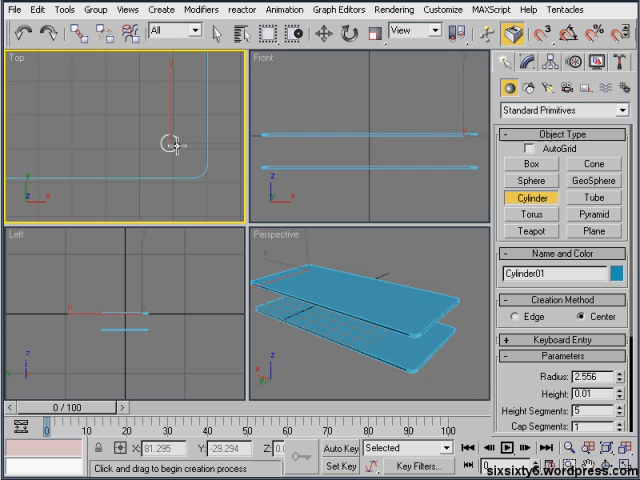 File Edit Tools Group Views Create Modifiers reactor Animation Graph Editors Rendering Customize MAXScript Help Tentacles
All View
Top
Front
Standard Primitives
- Object Type
AutoGrid
Box Cone
Sphere GeoSphere
Cylinder Tube
Torus Pyramid
Teapot Plane
Left
Perspective
- Name and Color
Cylinder01
- Creation Method
Edge Center
+ Keyboard Entry
- Parameters
Radius: 2.556
Height: 0.01
Height Segments: 5
Cap Segments: 1
< 0 / 100 >
0 10 20 30 40 50 60 70 80 90 100
X: 81.295 Y: -29.294 Z: 0.
Auto Key Selected
Click and drag to begin creation process
Set Key Key Filters... 0
sixsixty6.wordpress.com